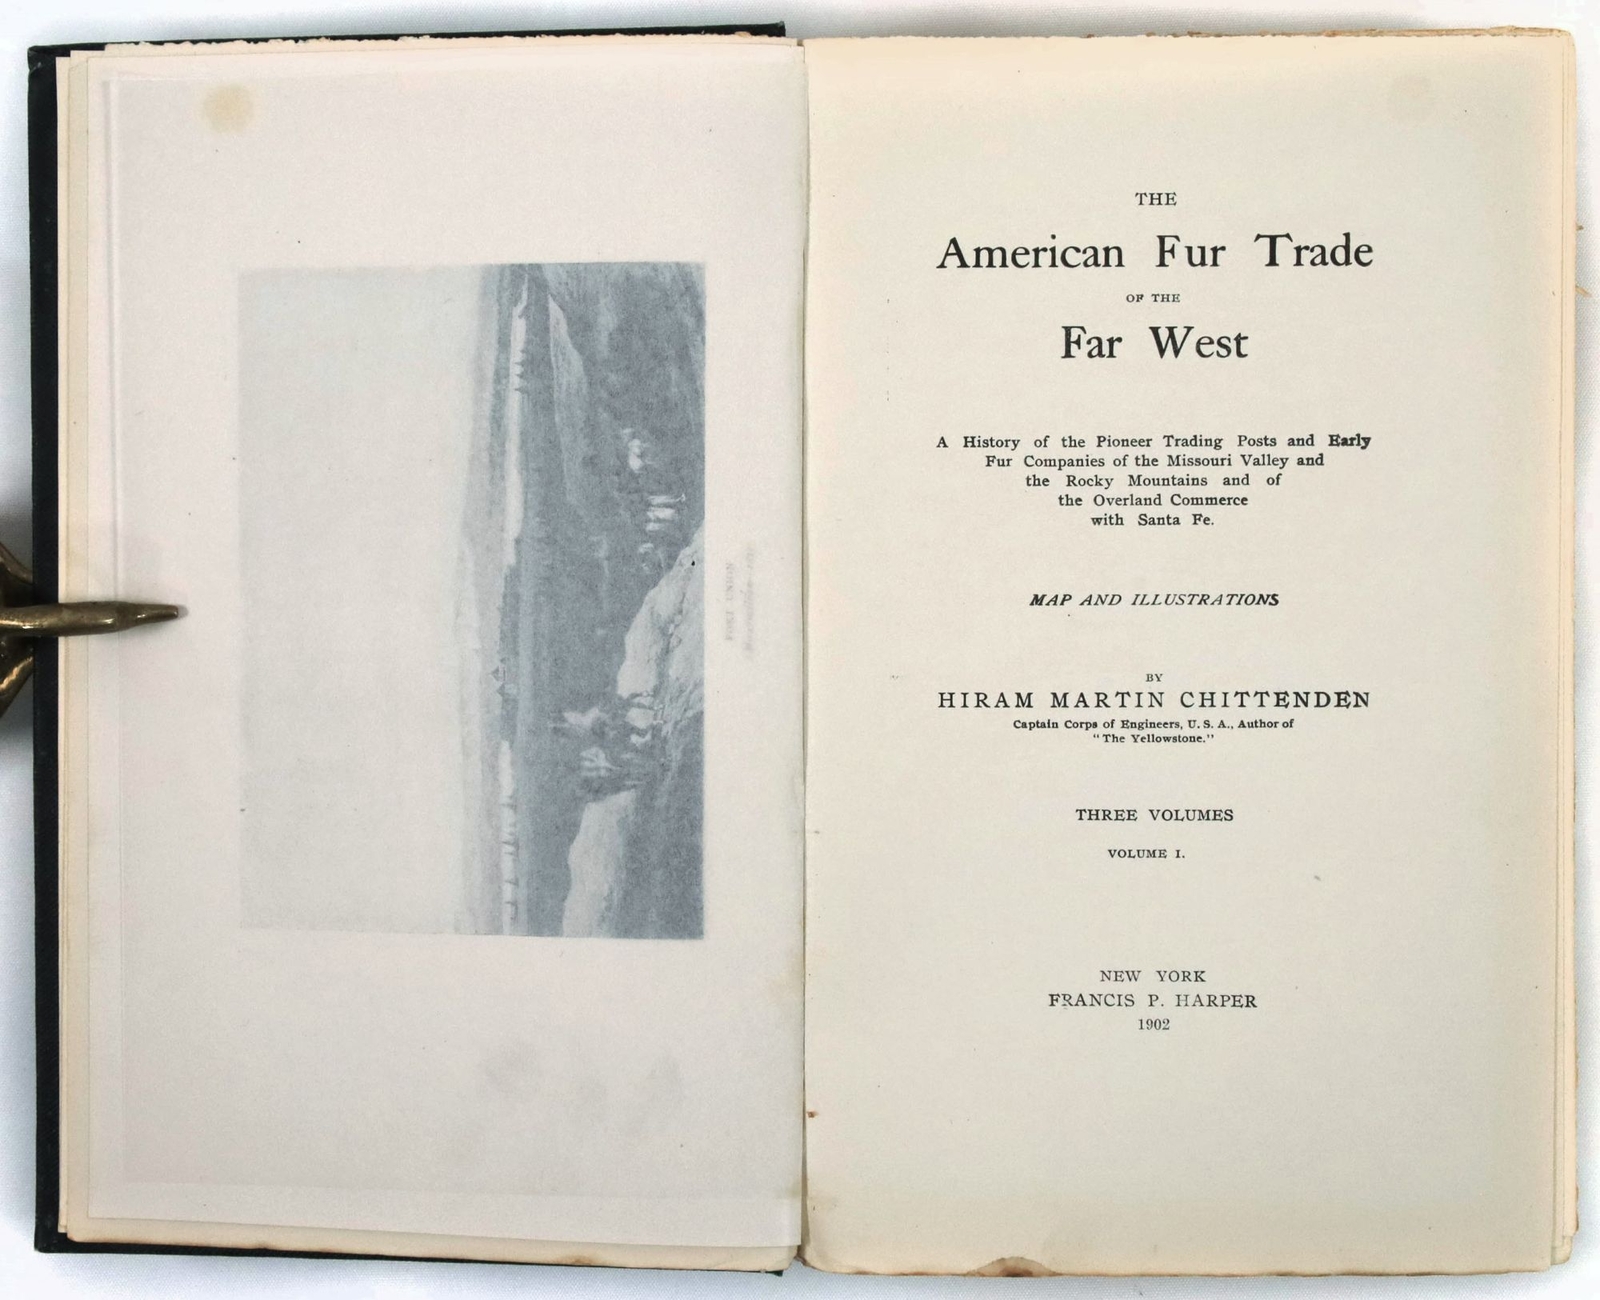 FORT UNION
THE
American Fur Trade
OF THE
Far West
A History of the Pioneer Trading Posts and Early
Fur Companies of the Missouri Valley and
the Rocky Mountains and of
the Overland Commerce
with Santa Fe.
MAP AND ILLUSTRATIONS
BY
HIRAM MARTIN CHITTENDEN
Captain Corps of Engineers, U. S. A., Author of
“The Yellowstone.”
THREE VOLUMES
VOLUME I.
NEW YORK
FRANCIS P. HARPER
1902